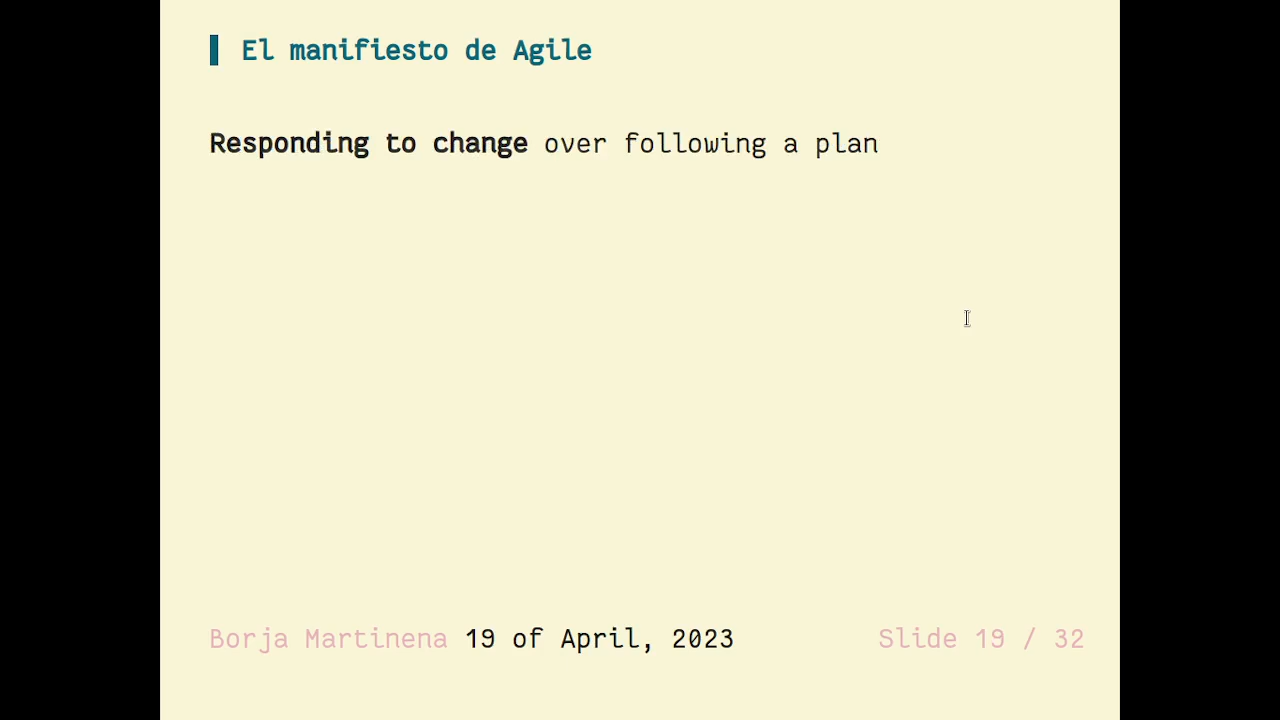 El manifiesto de Agile
Responding to change over following a plan
Borja Martinena 19 of April, 2023 Slide 19 / 32